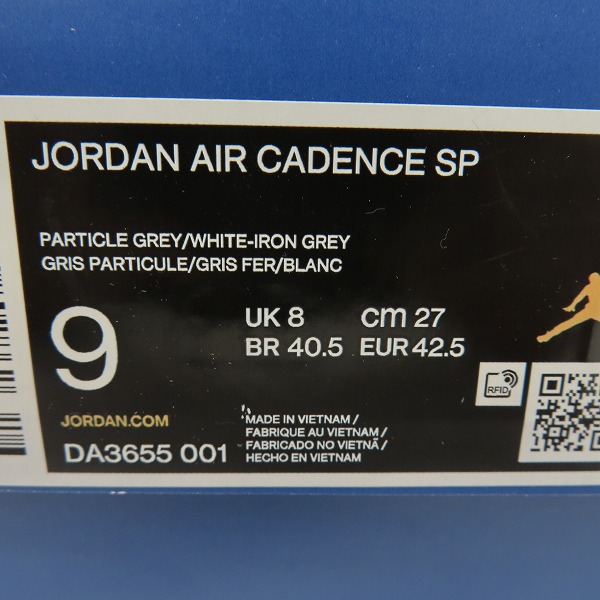 JORDAN AIR CADENCE SP
PARTICLE GREY/WHITE-IRON GREY
GRIS PARTICULE/GRIS FER/BLANC
9
UK 8 CM 27
BR 40.5 EUR 42.5
RFID
JORDAN.COM
DA3655 001
MADE IN VIETNAM /
FABRIQUE AU VIETNAM /
FABRICADO NO VIETNÃ /
HECHO EN VIETNAM